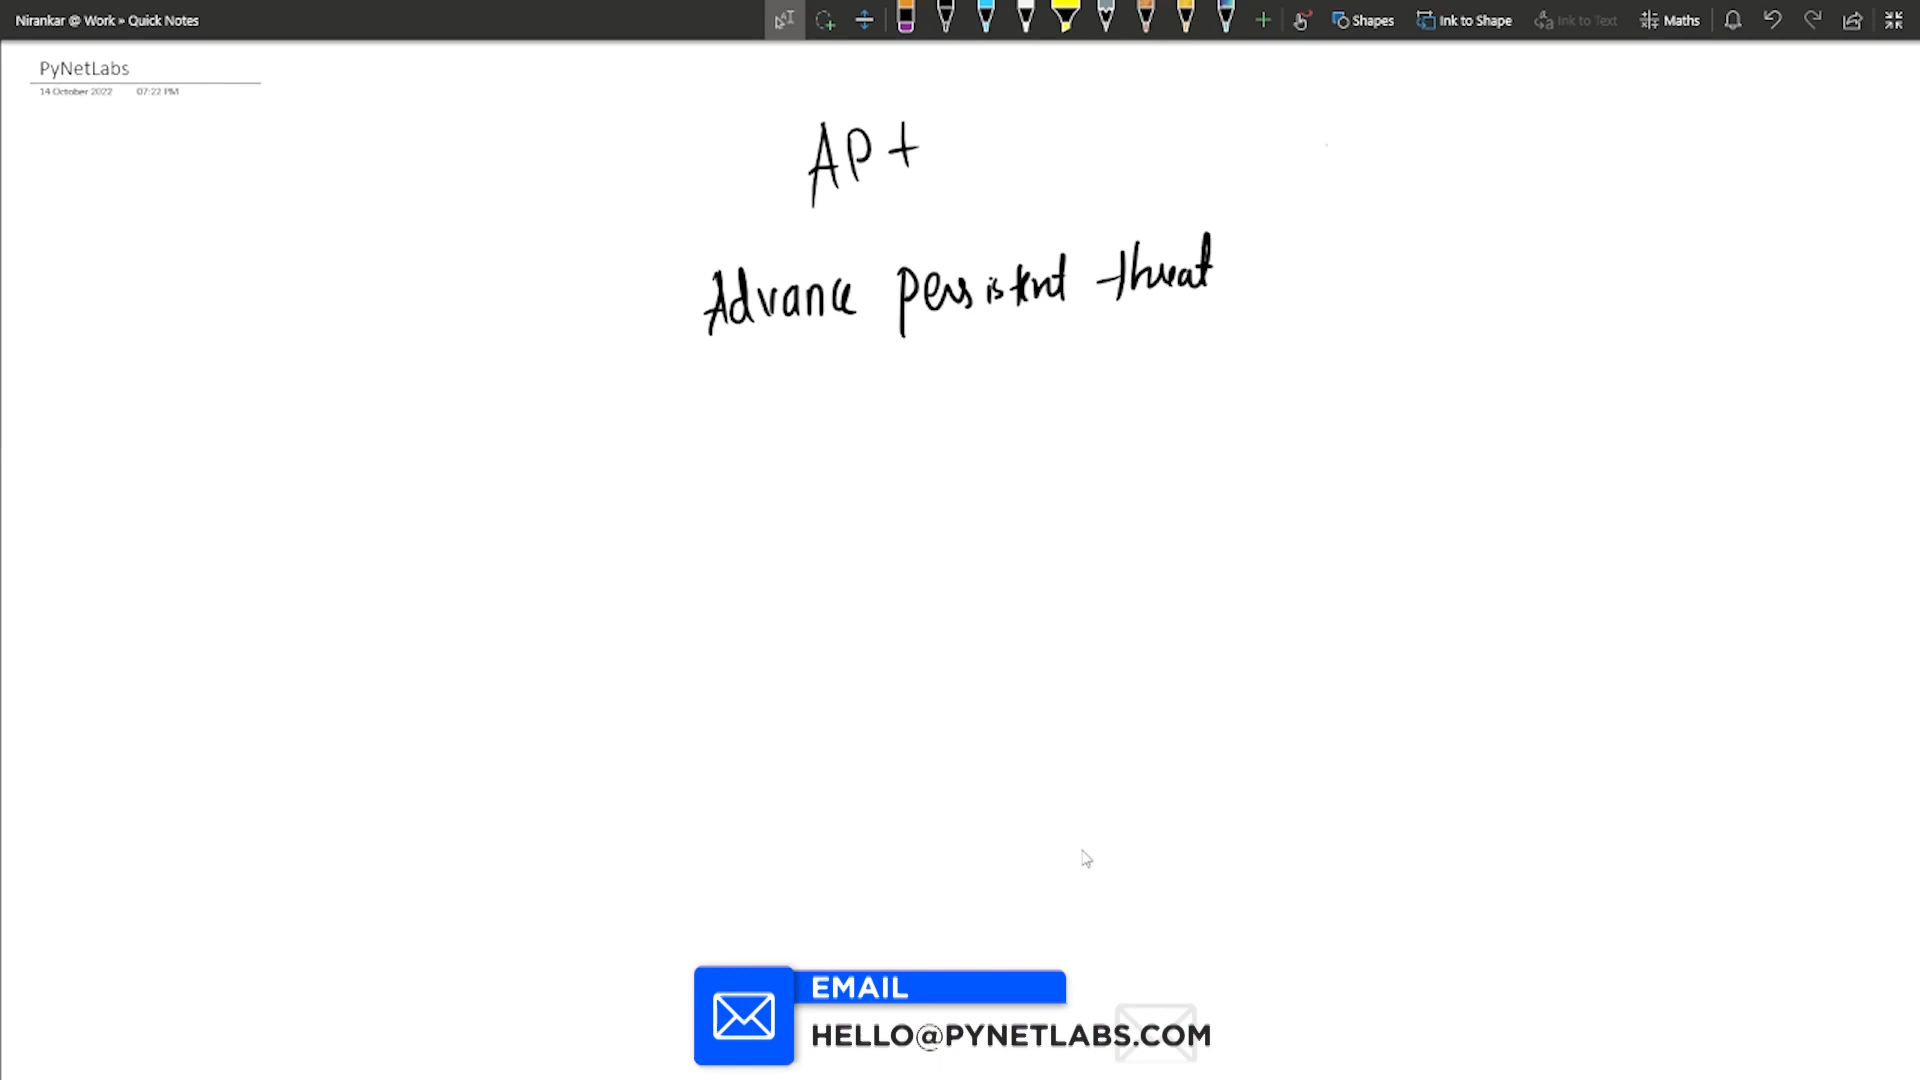 Nirankar @ Work » Quick Notes
Shapes
Ink to Shape
Ink to Text
Maths
PyNetLabs
14 October 2022 07:22 PM
APt
Advance persistent threat
EMAIL
HELLO@PYNETLABS.COM